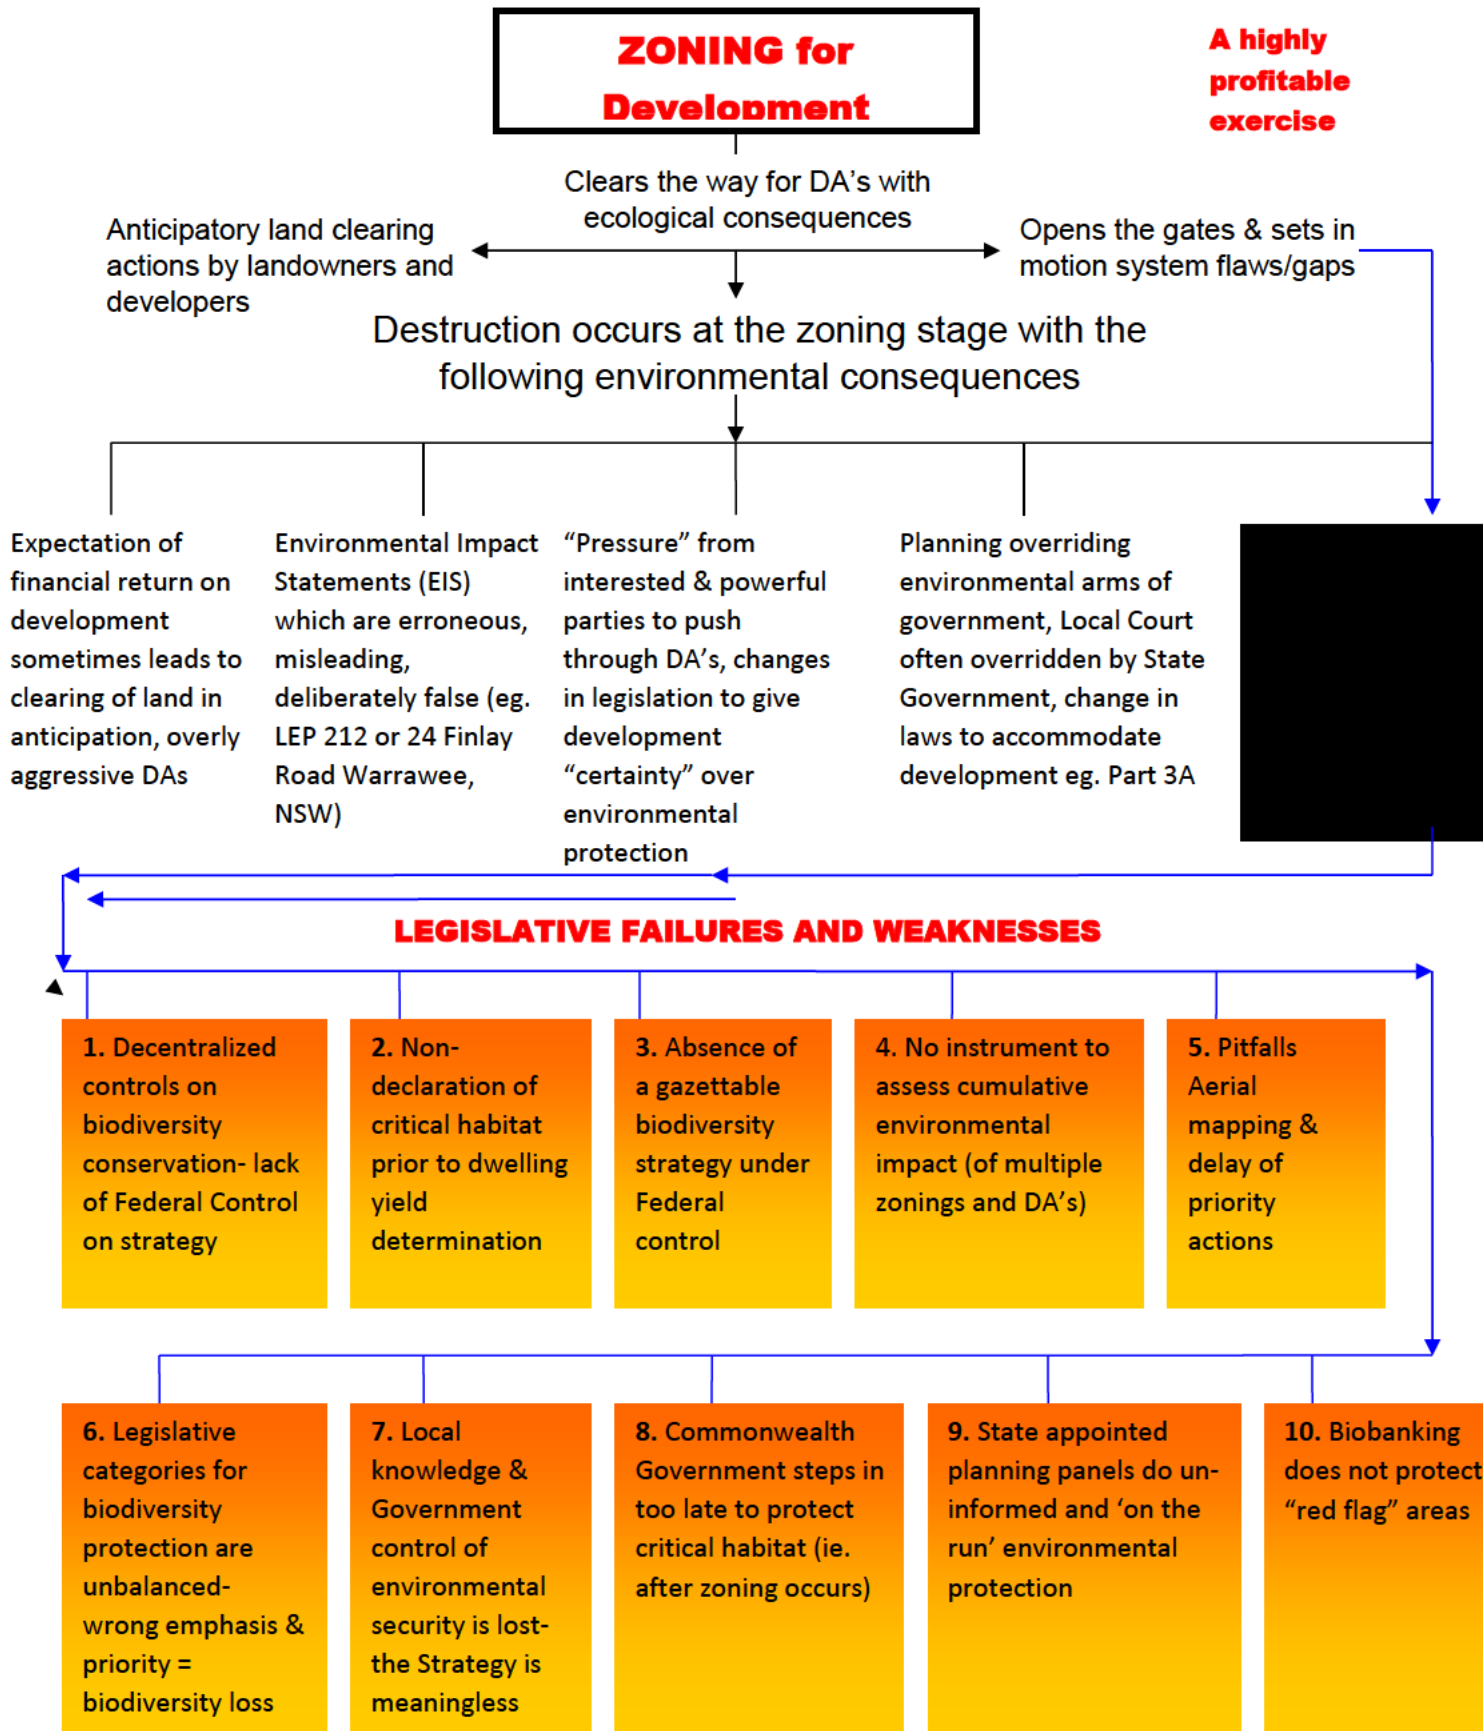 ZONING for
Development
A highly
profitable
exercise
Clears the way for DA’s with
ecological consequences
Anticipatory land clearing
actions by landowners and
developers
Opens the gates & sets in
motion system flaws/gaps
Destruction occurs at the zoning stage with the
following environmental consequences
Expectation of
financial return on
development
sometimes leads to
clearing of land in
anticipation, overly
aggressive DAs
Environmental Impact
Statements (EIS)
which are erroneous,
misleading,
deliberately false (eg.
LEP 212 or 24 Finlay
Road Warrawee,
NSW)
“Pressure” from
interested & powerful
parties to push
through DA’s, changes
in legislation to give
development
“certainty” over
environmental
protection
Planning overriding
environmental arms of
government, Local Court
often overridden by State
Government, change in
laws to accommodate
development eg. Part 3A
LEGISLATIVE FAILURES AND WEAKNESSES
1. Decentralized
controls on
biodiversity
conservation- lack
of Federal Control
on strategy
2. Non-
declaration of
critical habitat
prior to dwelling
yield
determination
3. Absence of
a gazettable
biodiversity
strategy under
Federal
control
4. No instrument to
assess cumulative
environmental
impact (of multiple
zonings and DA’s)
5. Pitfalls
Aerial
mapping &
delay of
priority
actions
6. Legislative
categories for
biodiversity
protection are
unbalanced-
wrong emphasis &
priority =
biodiversity loss
7. Local
knowledge &
Government
control of
environmental
security is lost-
the Strategy is
meaningless
8. Commonwealth
Government steps in
too late to protect
critical habitat (ie.
after zoning occurs)
9. State appointed
planning panels do un-
informed and ‘on the
run’ environmental
protection
10. Biobanking
does not protect
“red flag” areas